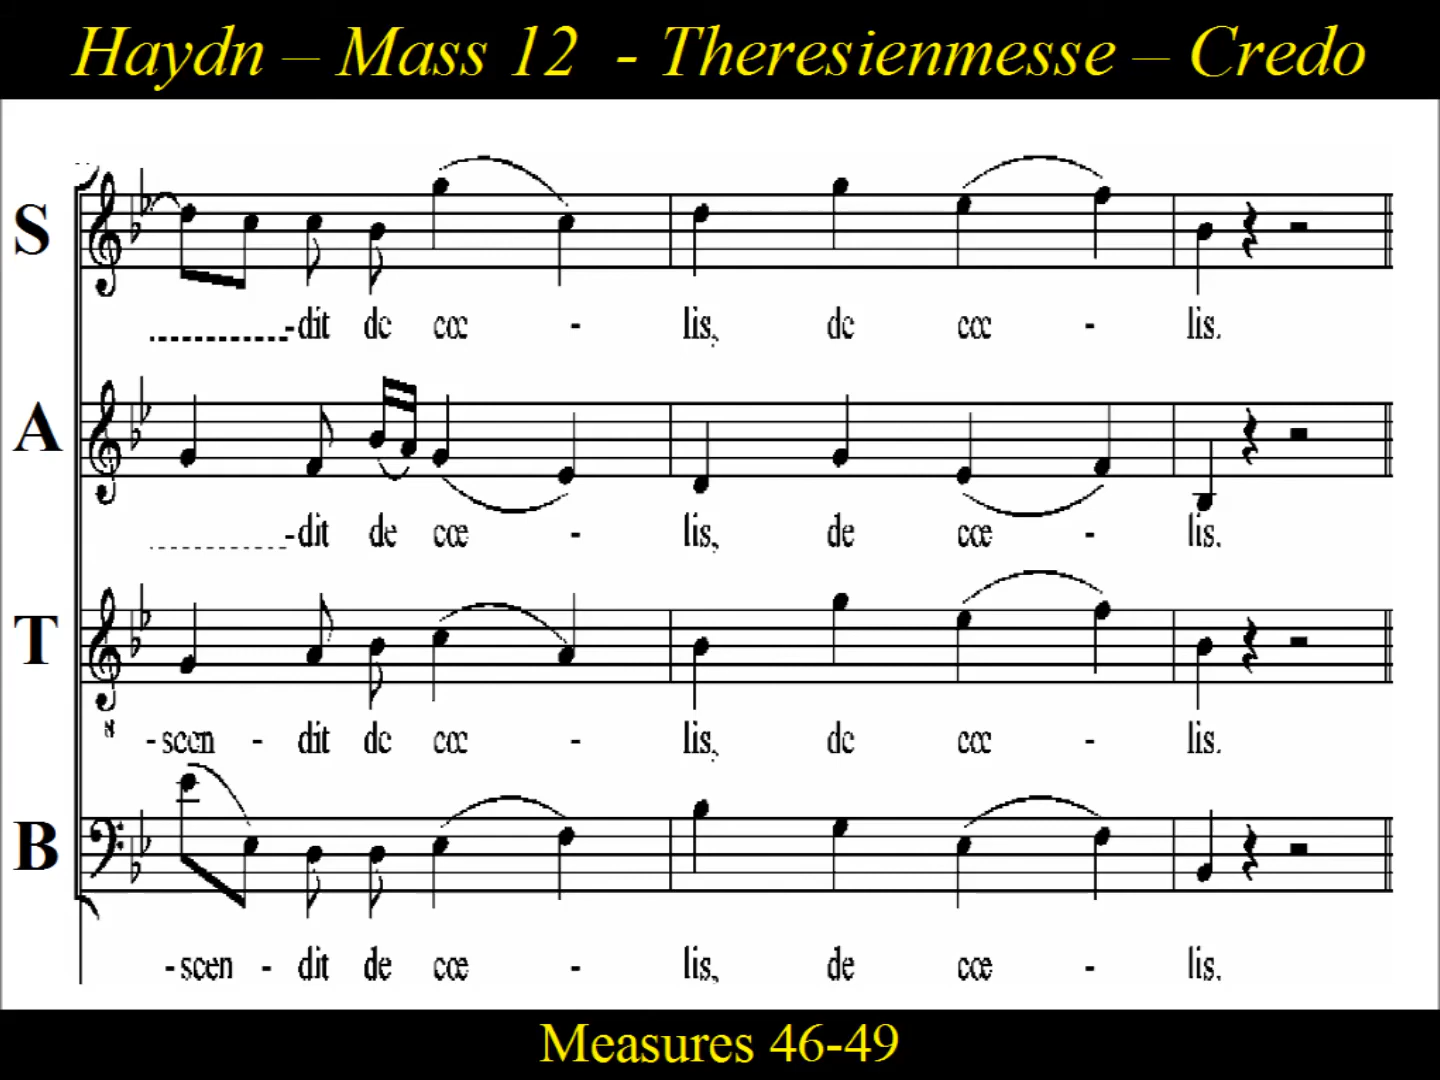 Haydn – Mass 12 - Theresienmesse – Credo
S
-dit de cœ - lis, de cœ - lis.
A
-dit de cœ - lis, de cœ - lis.
T
8
-scen - dit de cœ - lis, de cœ - lis.
B
-scen - dit de cœ - lis, de cœ - lis.
Measures 46-49